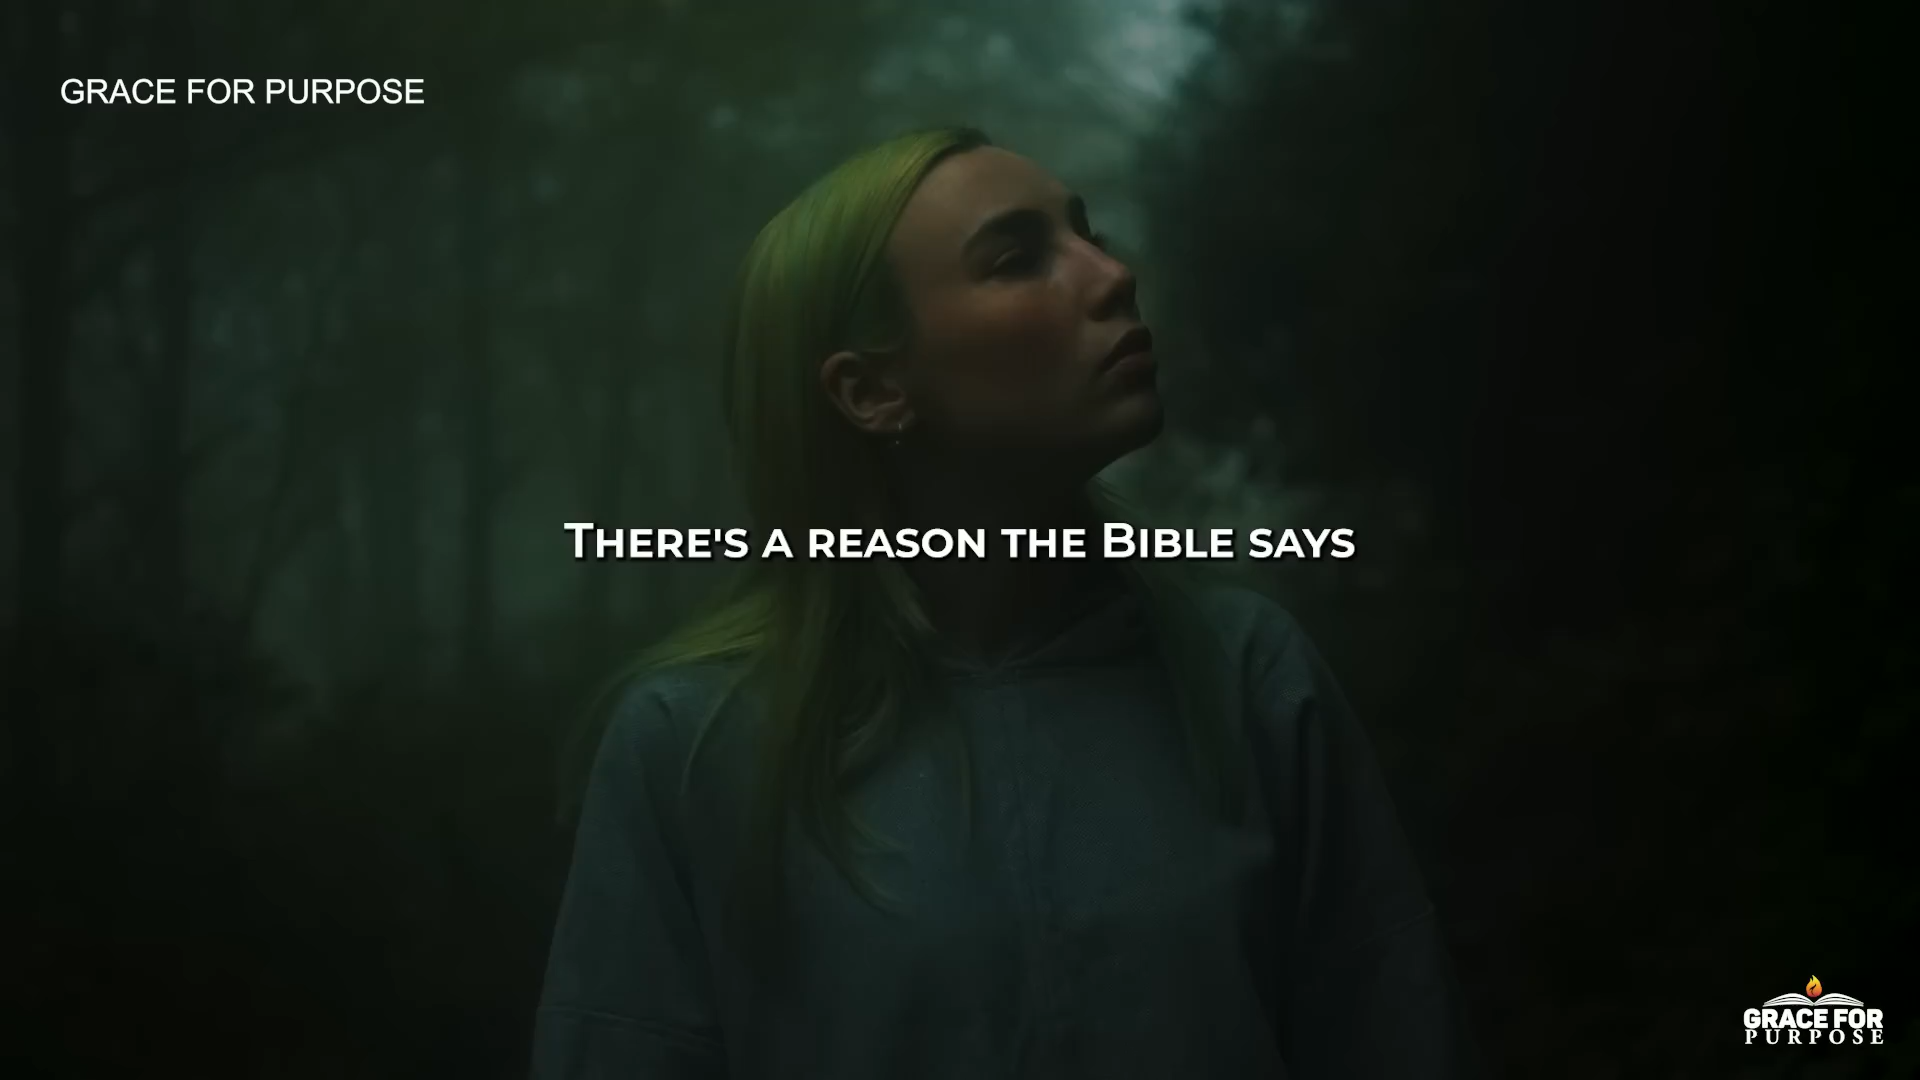 GRACE FOR PURPOSE
There's a reason the Bible says
GRACE FOR
PURPOSE